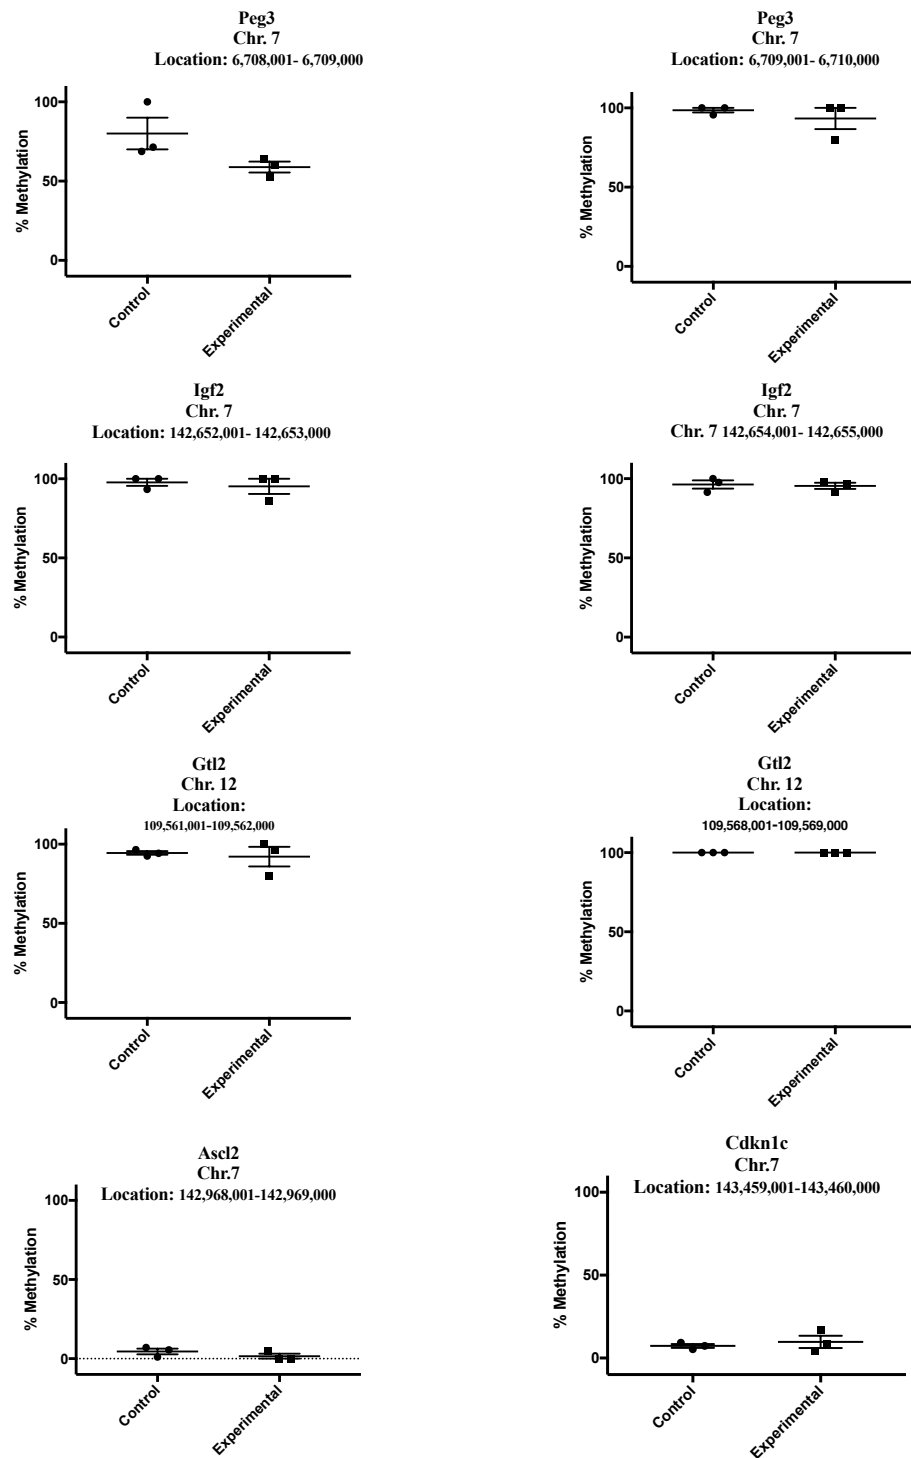 Peg3
Chr. 7
Location: 6,708,001- 6,709,000
% Methylation
100
50
0
Control
Experimental
Peg3
Chr. 7
Location: 6,709,001- 6,710,000
% Methylation
100
50
0
Control
Experimental
Igf2
Chr. 7
Location: 142,652,001- 142,653,000
% Methylation
100
50
0
Control
Experimental
Igf2
Chr. 7
Chr. 7 142,654,001- 142,655,000
% Methylation
100
50
0
Control
Experimental
Gtl2
Chr. 12
Location:
109,561,001-109,562,000
% Methylation
100
50
0
Control
Experimental
Gtl2
Chr. 12
Location:
109,568,001-109,569,000
% Methylation
100
50
0
Control
Experimental
Ascl2
Chr.7
Location: 142,968,001-142,969,000
% Methylation
100
50
0
Control
Experimental
Cdkn1c
Chr.7
Location: 143,459,001-143,460,000
% Methylation
100
50
0
Control
Experimental